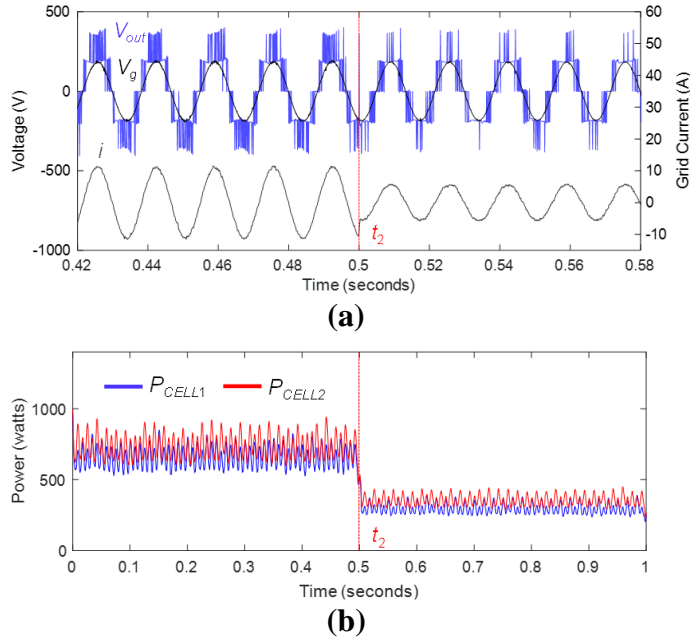 500
0
-500
-1000
Voltage (V)
V_out
V_g
i
t_2
60
50
40
30
20
10
0
-10
Grid Current (A)
0.42 0.44 0.46 0.48 0.5 0.52 0.54 0.56 0.58
Time (seconds)
(a)
1000
500
0
Power (watts)
P_CELL1 P_CELL2
t_2
0 0.1 0.2 0.3 0.4 0.5 0.6 0.7 0.8 0.9 1
Time (seconds)
(b)